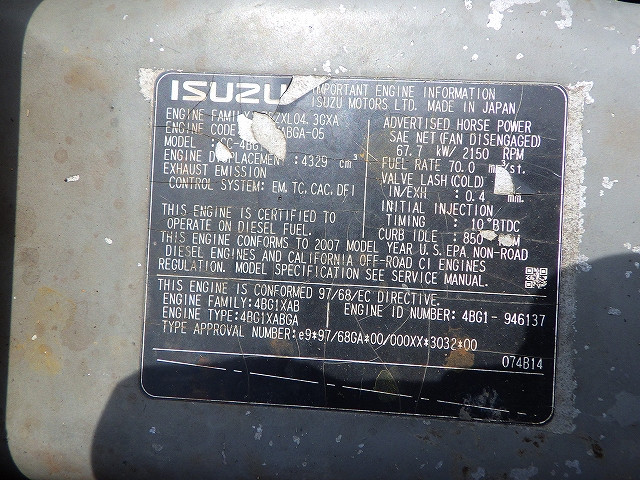 ISUZU
IMPORTANT ENGINE INFORMATION
ISUZU MOTORS LTD. MADE IN JAPAN
ENGINE FAMILY ZXL04.3GXA
ENGINE CODE ABGA-05
MODEL : CC-4BG1
ENGINE DISPLACEMENT : 4329 cm³
EXHAUST EMISSION
CONTROL SYSTEM: EM, TC, CAC, DFI
THIS ENGINE IS CERTIFIED TO
OPERATE ON DIESEL FUEL.
ADVERTISED HORSE POWER
SAE NET (FAN DISENGAGED)
67.7 kW/ 2150 RPM
FUEL RATE 70.0 mm³/st.
VALVE LASH (COLD)
IN/EXH : 0.4 mm.
INITIAL INJECTION
TIMING : 10 °BTDC
CURB IDLE : 850 RPM
THIS ENGINE CONFORMS TO 2007 MODEL YEAR U.S. EPA NON-ROAD
DIESEL ENGINES AND CALIFORNIA OFF-ROAD CI ENGINES
REGULATION. MODEL SPECIFICATION SEE SERVICE MANUAL.
THIS ENGINE IS CONFORMED 97/68/EC DIRECTIVE.
ENGINE FAMILY: 4BG1XAB
ENGINE TYPE: 4BG1XABGA
ENGINE ID NUMBER: 4BG1- 946137
TYPE APPROVAL NUMBER: e9*97/68GA*00/000XX*3032*00
074B14